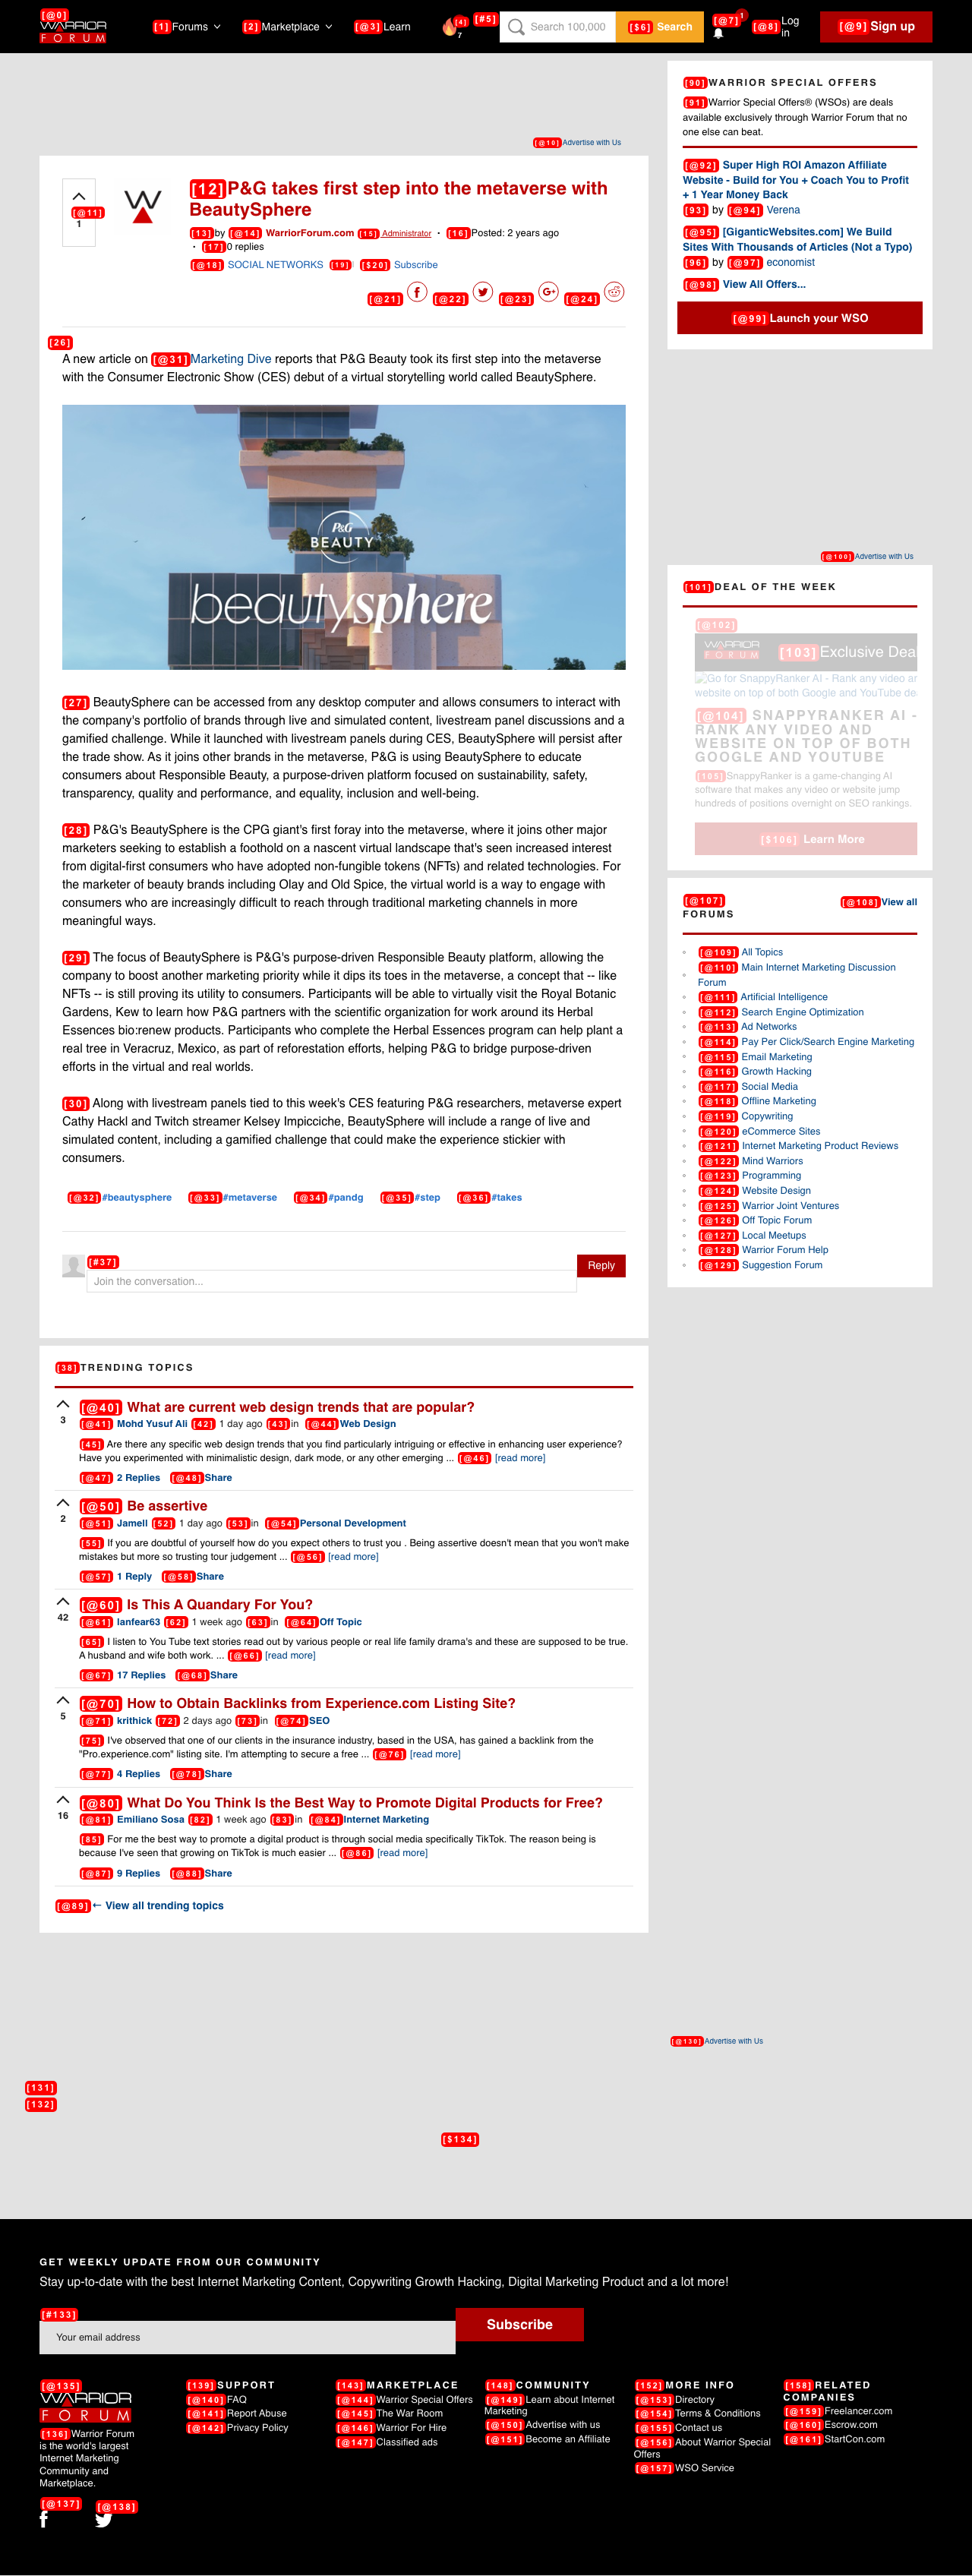 [@0]
WARRIOR
FORUM
[1]Forums
[2]Marketplace
[@3]Learn
[4]
7
[#5]
Search 100,000
[$6] Search
[@7] 1
[@8]Log in
[@9]Sign up
[@10]Advertise with Us
[@11]
1
[12]P&G takes first step into the metaverse with
BeautySphere
[13]by [@14] WarriorForum.com [15] Administrator · [16]Posted: 2 years ago
· [17]0 replies
[@18] SOCIAL NETWORKS [19] | [$20] Subscribe
[@21] [@22] [@23] [@24]
[26]
A new article on [@31]Marketing Dive reports that P&G Beauty took its first step into the metaverse
with the Consumer Electronic Show (CES) debut of a virtual storytelling world called BeautySphere.
P&G
BEAUTY
beautysphere
[27] BeautySphere can be accessed from any desktop computer and allows consumers to interact with
the company's portfolio of brands through live and simulated content, livestream panel discussions and a
gamified challenge. While it launched with livestream panels during CES, BeautySphere will persist after
the trade show. As it joins other brands in the metaverse, P&G is using BeautySphere to educate
consumers about Responsible Beauty, a purpose-driven platform focused on sustainability, safety,
transparency, quality and performance, and equality, inclusion and well-being.
[28] P&G's BeautySphere is the CPG giant's first foray into the metaverse, where it joins other major
marketers seeking to establish a foothold on a nascent virtual landscape that's seen increased interest
from digital-first consumers who have adopted non-fungible tokens (NFTs) and related technologies. For
the marketer of beauty brands including Olay and Old Spice, the virtual world is a way to engage with
consumers who are increasingly difficult to reach through traditional marketing channels in more
meaningful ways.
[29] The focus of BeautySphere is P&G's purpose-driven Responsible Beauty platform, allowing the
company to boost another marketing priority while it dips its toes in the metaverse, a concept that -- like
NFTs -- is still proving its utility to consumers. Participants will be able to virtually visit the Royal Botanic
Gardens, Kew to learn how P&G partners with the scientific organization for work around its Herbal
Essences bio:renew products. Participants who complete the Herbal Essences program can help plant a
real tree in Veracruz, Mexico, as part of reforestation efforts, helping P&G to bridge purpose-driven
efforts in the virtual and real worlds.
[30] Along with livestream panels tied to this week's CES featuring P&G researchers, metaverse expert
Cathy Hackl and Twitch streamer Kelsey Impicciche, BeautySphere will include a range of live and
simulated content, including a gamified challenge that could make the experience stickier with
consumers.
[@32]#beautysphere [@33]#metaverse [@34]#pandg [@35]#step [@36]#takes
[#37]
Join the conversation...
Reply
[38]TRENDING TOPICS
3
[@40] What are current web design trends that are popular?
[@41] Mohd Yusuf Ali [42] 1 day ago [43]in [@44]Web Design
[45] Are there any specific web design trends that you find particularly intriguing or effective in enhancing user experience?
Have you experimented with minimalistic design, dark mode, or any other emerging ... [@46] [read more]
[@47] 2 Replies [@48]Share
2
[@50] Be assertive
[@51] Jamell [52] 1 day ago [53]in [@54]Personal Development
[55] If you are doubtful of yourself how do you expect others to trust you . Being assertive doesn't mean that you won't make
mistakes but more so trusting tour judgement ... [@56] [read more]
[@57] 1 Reply [@58]Share
42
[@60] Is This A Quandary For You?
[@61] lanfear63 [62] 1 week ago [63]in [@64]Off Topic
[65] I listen to You Tube text stories read out by various people or real life family drama's and these are supposed to be true.
A husband and wife both work. ... [@66] [read more]
[@67] 17 Replies [@68]Share
5
[@70] How to Obtain Backlinks from Experience.com Listing Site?
[@71] krithick [72] 2 days ago [73]in [@74]SEO
[75] I've observed that one of our clients in the insurance industry, based in the USA, has gained a backlink from the
"Pro.experience.com" listing site. I'm attempting to secure a free ... [@76] [read more]
[@77] 4 Replies [@78]Share
16
[@80] What Do You Think Is the Best Way to Promote Digital Products for Free?
[@81] Emiliano Sosa [82] 1 week ago [83]in [@84]Internet Marketing
[85] For me the best way to promote a digital product is through social media specifically TikTok. The reason being is
because I've seen that growing on TikTok is much easier ... [@86] [read more]
[@87] 9 Replies [@88]Share
[@89]← View all trending topics
[90]WARRIOR SPECIAL OFFERS
[91]Warrior Special Offers® (WSOs) are deals
available exclusively through Warrior Forum that no
one else can beat.
[@92] Super High ROI Amazon Affiliate
Website - Build for You + Coach You to Profit
+ 1 Year Money Back
[93] by [@94] Verena
[@95] [GiganticWebsites.com] We Build
Sites With Thousands of Articles (Not a Typo)
[96] by [@97] economist
[@98] View All Offers...
[@99]Launch your WSO
[@100]Advertise with Us
[101]DEAL OF THE WEEK
[@102]
WARRIOR
FORUM
[103]Exclusive Deal
Go for SnappyRanker AI - Rank any video an
website on top of both Google and YouTube de
[@104] SNAPPYRANKER AI -
RANK ANY VIDEO AND
WEBSITE ON TOP OF BOTH
GOOGLE AND YOUTUBE
[105]SnappyRanker is a game-changing AI
software that makes any video or website jump
hundreds of positions overnight on SEO rankings.
[$106] Learn More
[@107]
FORUMS
[@108]View all
[@109] All Topics
[@110] Main Internet Marketing Discussion
Forum
[@111] Artificial Intelligence
[@112] Search Engine Optimization
[@113] Ad Networks
[@114] Pay Per Click/Search Engine Marketing
[@115] Email Marketing
[@116] Growth Hacking
[@117] Social Media
[@118] Offline Marketing
[@119] Copywriting
[@120] eCommerce Sites
[@121] Internet Marketing Product Reviews
[@122] Mind Warriors
[@123] Programming
[@124] Website Design
[@125] Warrior Joint Ventures
[@126] Off Topic Forum
[@127] Local Meetups
[@128] Warrior Forum Help
[@129] Suggestion Forum
[@130]Advertise with Us
[131]
[132]
[$134]
GET WEEKLY UPDATE FROM OUR COMMUNITY
Stay up-to-date with the best Internet Marketing Content, Copywriting Growth Hacking, Digital Marketing Product and a lot more!
[#133]
Your email address
Subscribe
[@135]
WARRIOR
FORUM
[136]Warrior Forum
is the world's largest
Internet Marketing
Community and
Marketplace.
[@137] [@138]
[139]SUPPORT
[@140]FAQ
[@141]Report Abuse
[@142]Privacy Policy
[143]MARKETPLACE
[@144]Warrior Special Offers
[@145]The War Room
[@146]Warrior For Hire
[@147]Classified ads
[148]COMMUNITY
[@149]Learn about Internet
Marketing
[@150]Advertise with us
[@151]Become an Affiliate
[152]MORE INFO
[@153]Directory
[@154]Terms & Conditions
[@155]Contact us
[@156]About Warrior Special
Offers
[@157]WSO Service
[158]RELATED
COMPANIES
[@159]Freelancer.com
[@160]Escrow.com
[@161]StartCon.com